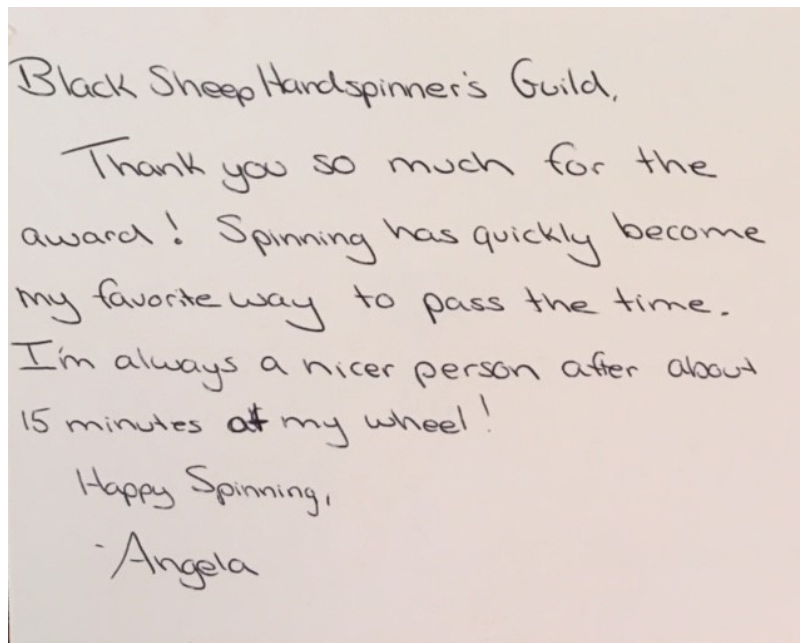 Black Sheep Handspinner's Guild,
Thank you so much for the
award! Spinning has quickly become
my favorite way to pass the time.
I'm always a nicer person after about
15 minutes at my wheel!
Happy Spinning,
-Angela